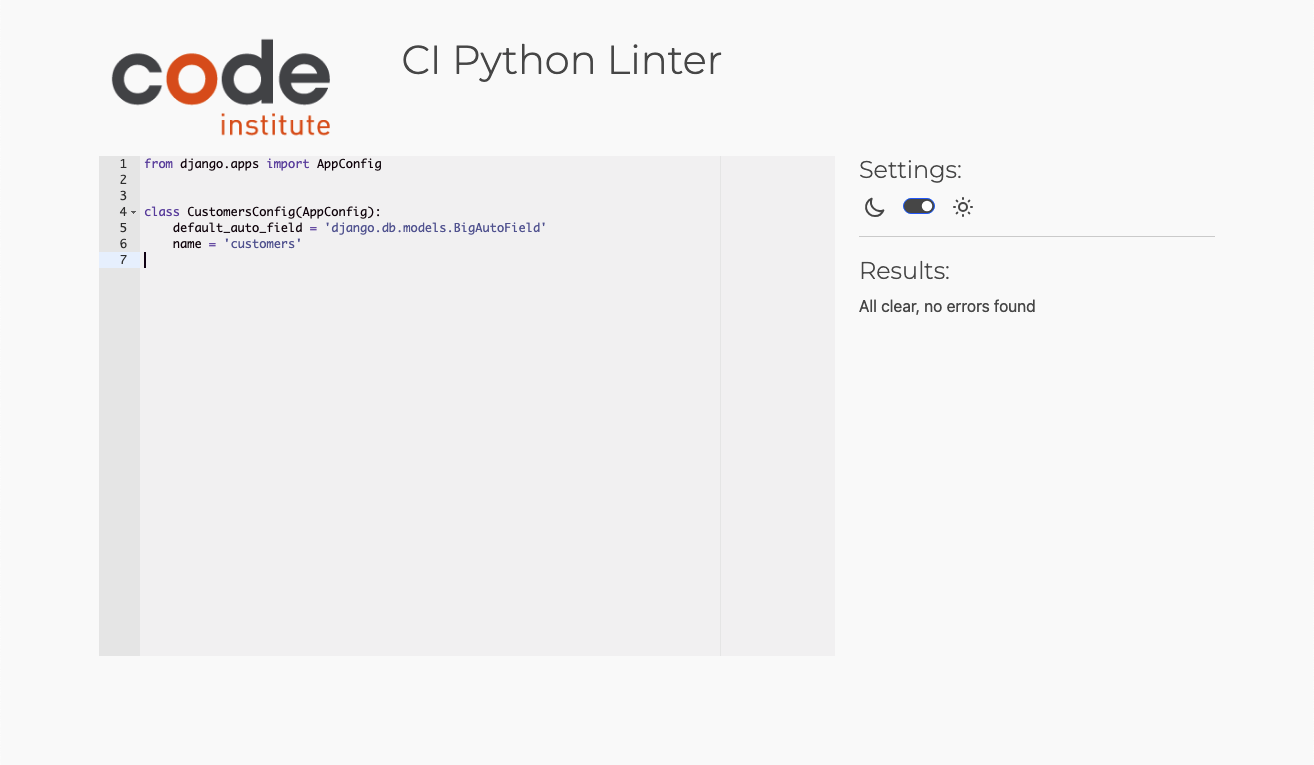 code
institute
CI Python Linter
1 from django.apps import AppConfig
2
3
4 class CustomersConfig(AppConfig):
5     default_auto_field = 'django.db.models.BigAutoField'
6     name = 'customers'
7
Settings:
Results:
All clear, no errors found